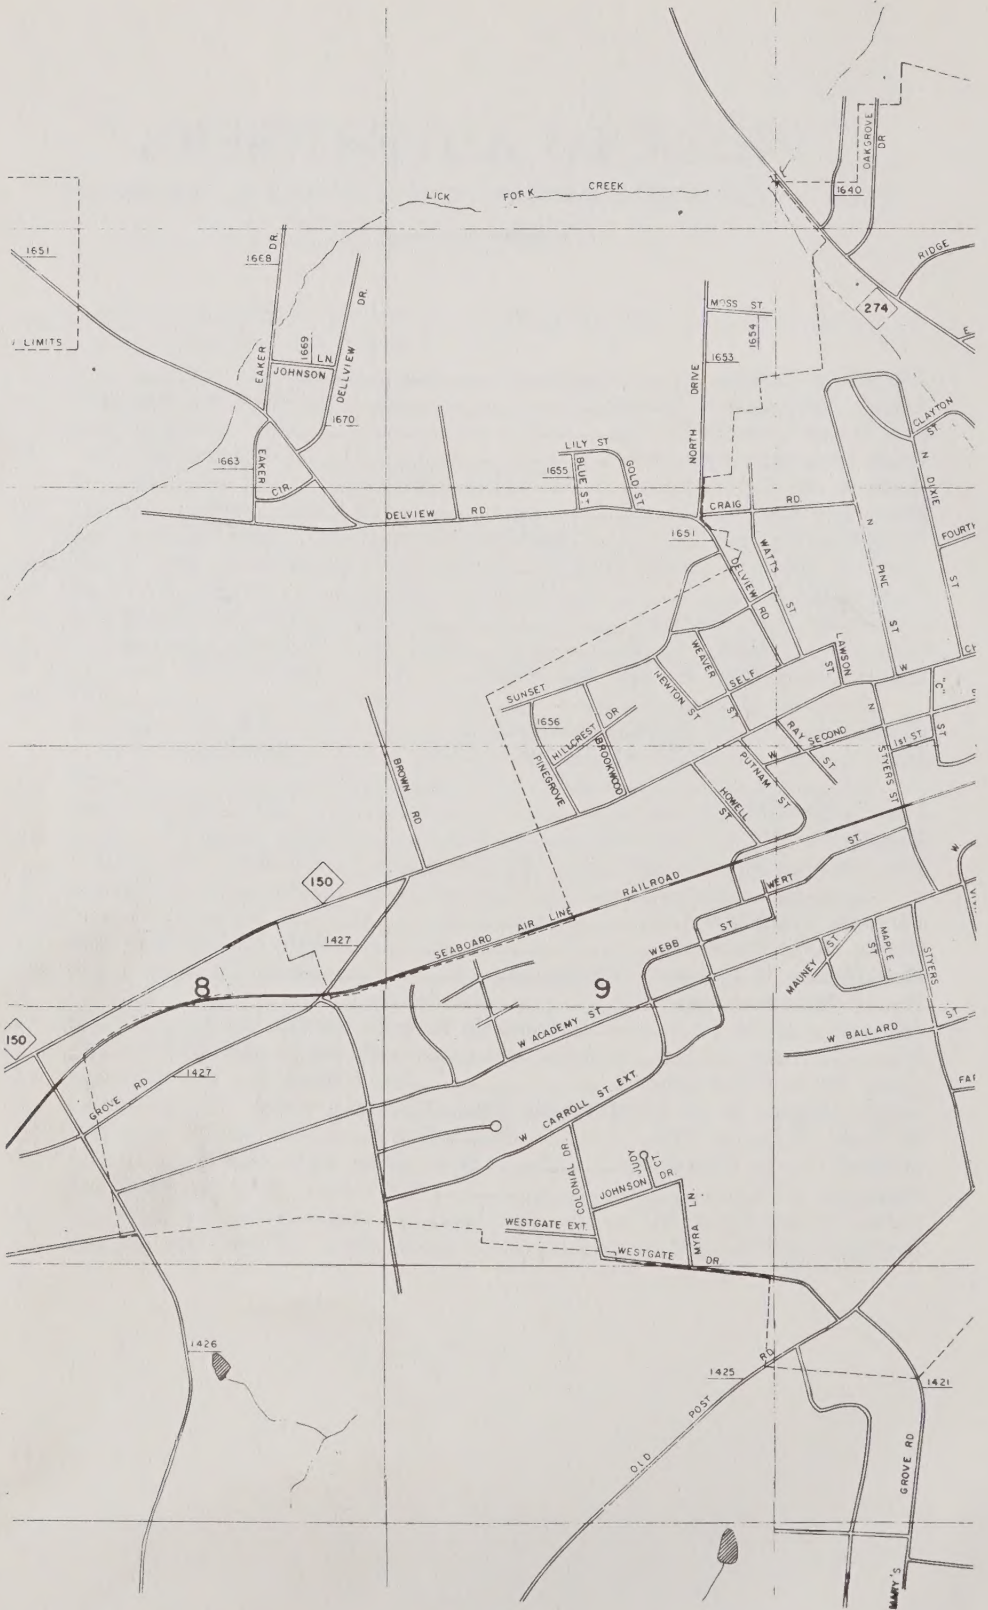 OAKSGROVE DR
LICK FORK CREEK
1640
1651
1668
DR.
DR.
RIDGE
274
MOSS ST
1654
LIMITS
1669
LN.
JOHNSON
EAKER
DELLVIEW
1653
NORTH DRIVE
E
1670
CLAYTON ST
1663
EAKER CIR.
LILY ST
1655
BLUE ST.
GOLD ST
N DIXIE ST
DELVIEW RD
CRAIG RD.
1651
FOURTH
WATTS ST
DELVIEW RD
N PINE ST
WEAVER ST
SELF
LAWSON ST.
W
CH
SUNSET
NEWTON ST
"C" ST
1656
HILLCREST DR
BROOKWOOD
PINEGROVE
RAY ST
W SECOND
N STYERS ST
1st ST
PUTNAM ST
HOWELL ST
BROWN RD
150
SEABOARD AIR LINE RAILROAD
ST.
WERT
W
1427
WEBB ST
MAUNEY ST
MAPLE ST
STYERS ST
8
9
150
W ACADEMY ST
W BALLARD
GROVE RD
1427
W CARROLL ST. EXT.
COLONIAL DR.
JUDY CT
JOHNSON DR.
MYRA LN.
WESTGATE EXT.
WESTGATE DR
1426
1425
OLD POST RD
1421
GROVE RD
MARY'S